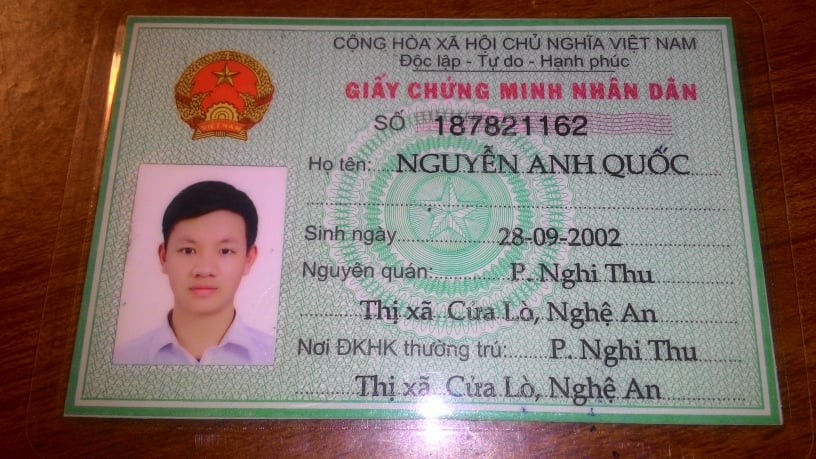 CỘNG HÒA XÃ HỘI CHỦ NGHĨA VIỆT NAM
Độc lập - Tự do - Hạnh phúc
GIẤY CHỨNG MINH NHÂN DÂN
SỐ 187821162
Họ tên: NGUYỄN ANH QUỐC
Sinh ngày 28-09-2002
Nguyên quán: P. Nghi Thu
Thị xã Cửa Lò, Nghệ An
Nơi ĐKHK thường trú: P. Nghi Thu
Thị xã Cửa Lò, Nghệ An
VIỆT NAM